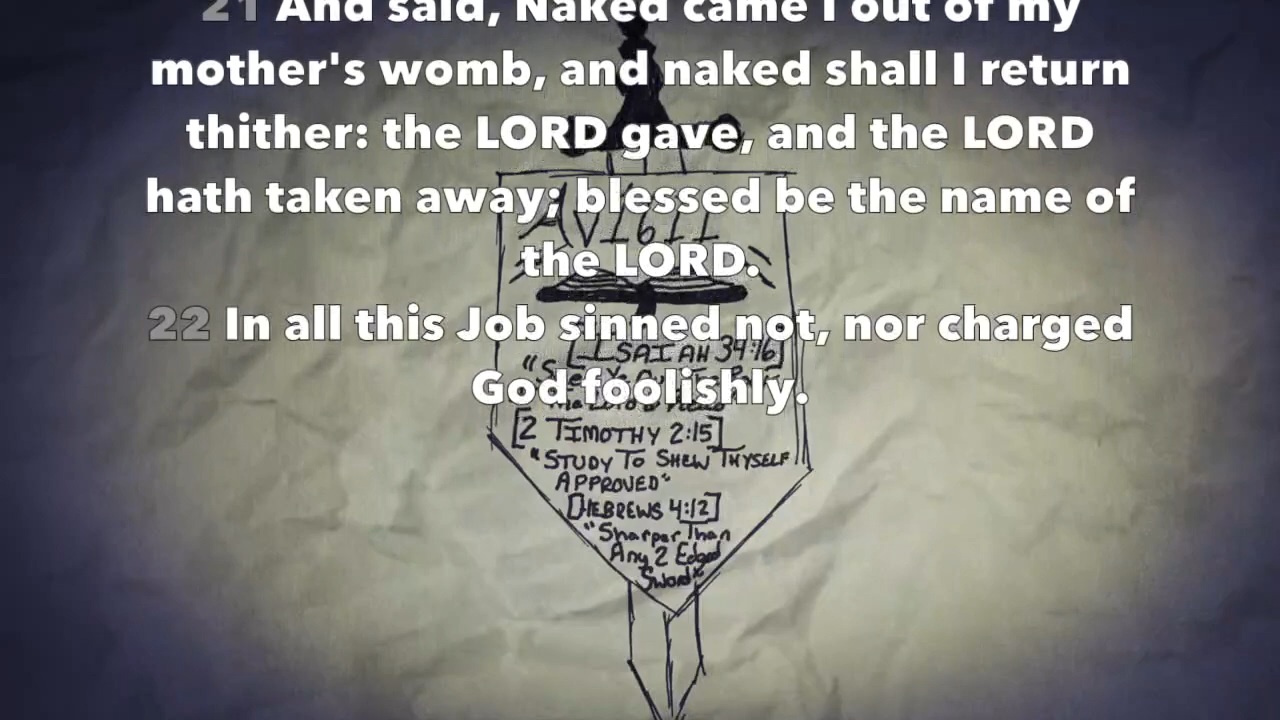 21 And said, Naked came I out of my
mother's womb, and naked shall I return
thither: the LORD gave, and the LORD
hath taken away; blessed be the name of
the LORD.
22 In all this Job sinned not, nor charged
God foolishly.
AV1611
[ISAIAH 34:16]
[2 TIMOTHY 2:15]
"STUDY TO SHEW THYSELF
APPROVED"
[HEBREWS 4:12]
"Sharper Than
Any 2 Edged
Sword"